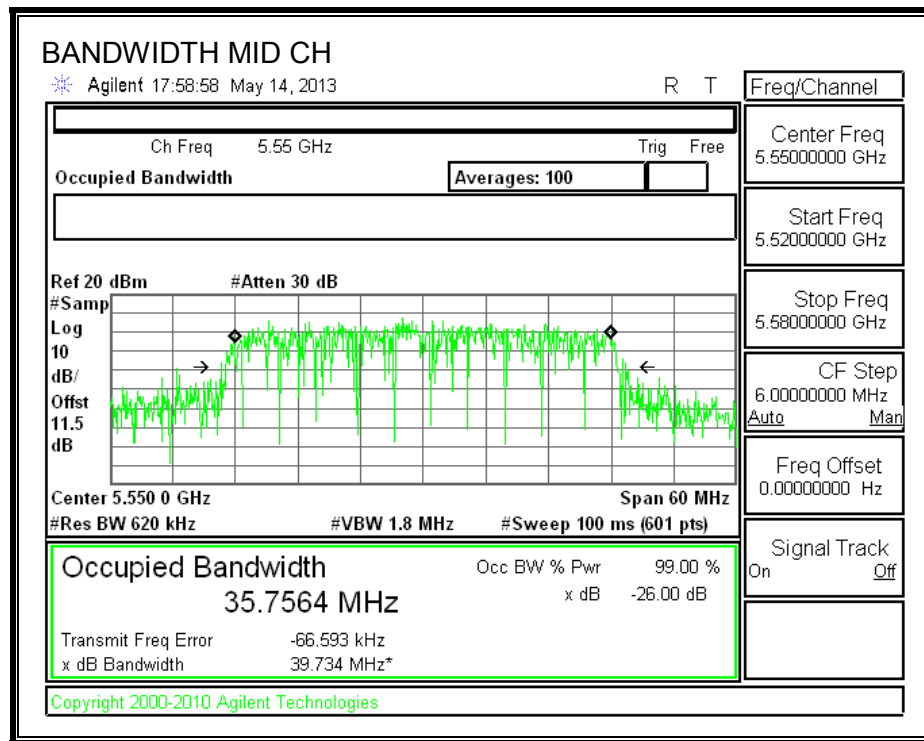 BANDWIDTH MID CH
Agilent 17:58:58 May 14, 2013 R T
Freq/Channel
Ch Freq 5.55 GHz Trig Free
Occupied Bandwidth Averages: 100
Center Freq
5.55000000 GHz
Start Freq
5.52000000 GHz
Stop Freq
5.58000000 GHz
CF Step
6.00000000 MHz
Auto Man
Freq Offset
0.00000000 Hz
Signal Track
On Off
Ref 20 dBm #Atten 30 dB
#Samp
Log
10
dB/
Offst
11.5
dB
Center 5.550 0 GHz Span 60 MHz
#Res BW 620 kHz #VBW 1.8 MHz #Sweep 100 ms (601 pts)
Occupied Bandwidth Occ BW % Pwr 99.00 %
35.7564 MHz x dB -26.00 dB
Transmit Freq Error -66.593 kHz
x dB Bandwidth 39.734 MHz*
Copyright 2000-2010 Agilent Technologies